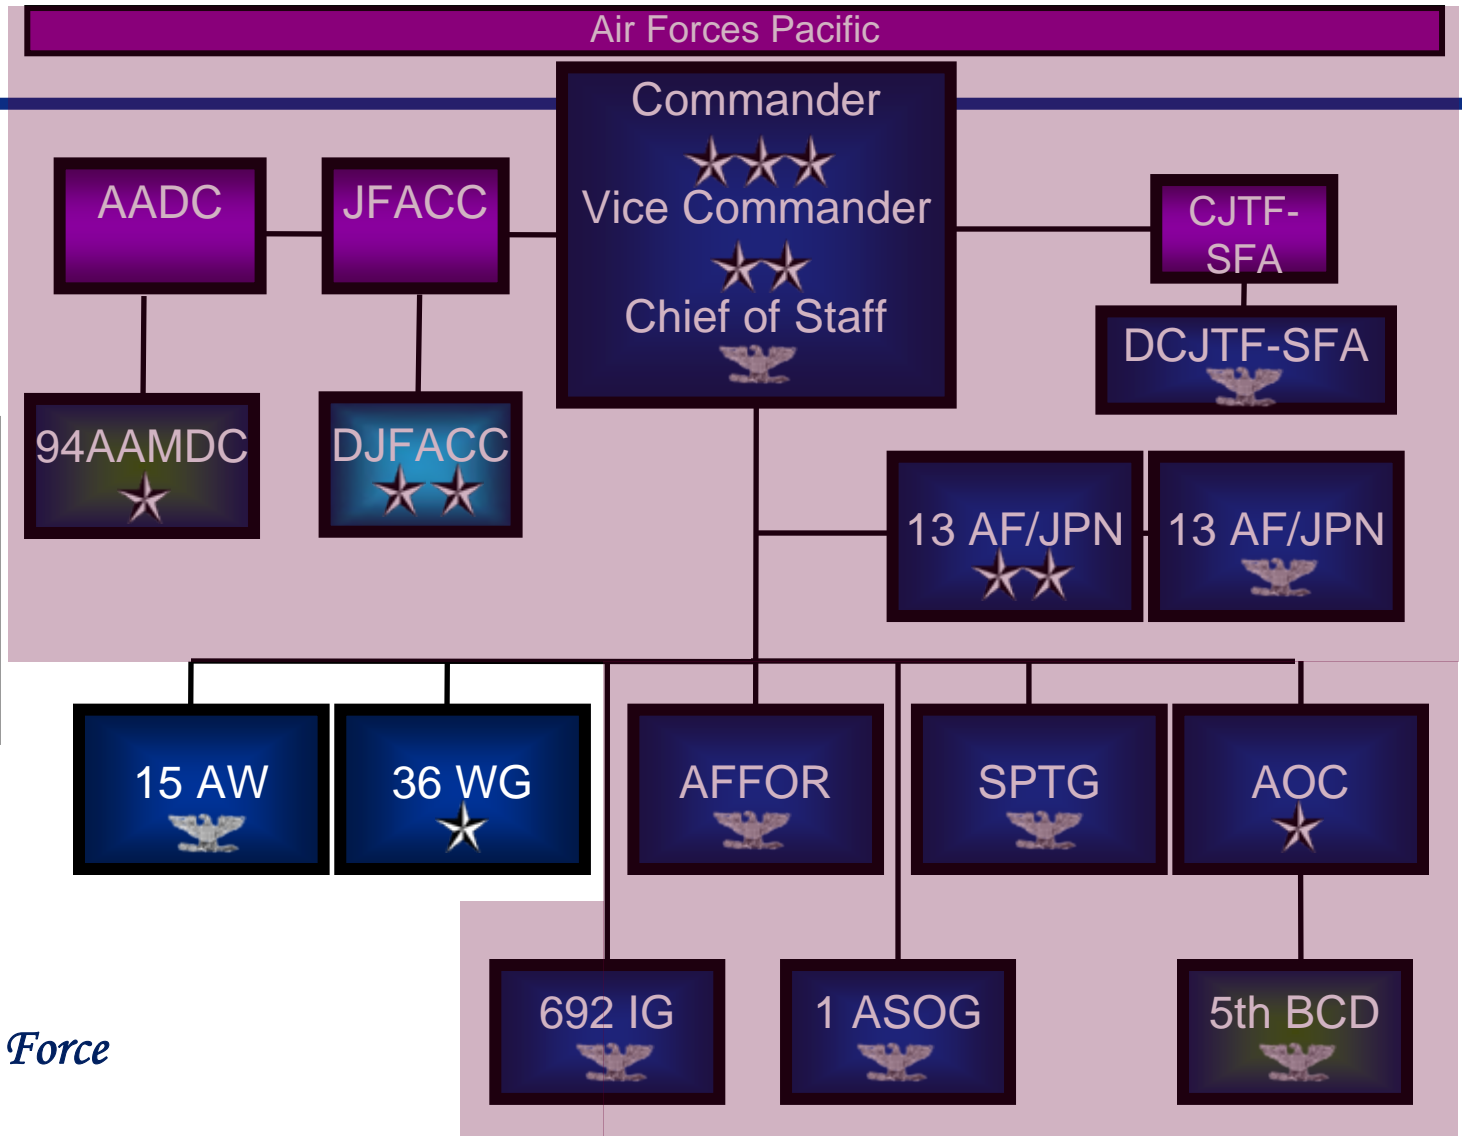 Air Forces Pacific
Commander
Vice Commander
Chief of Staff
AADC
JFACC
CJTF-
SFA
DCJTF-SFA
94AAMDC
DJFACC
13 AF/JPN
13 AF/JPN
15 AW
36 WG
AFFOR
SPTG
AOC
692 IG
1 ASOG
5th BCD
Force